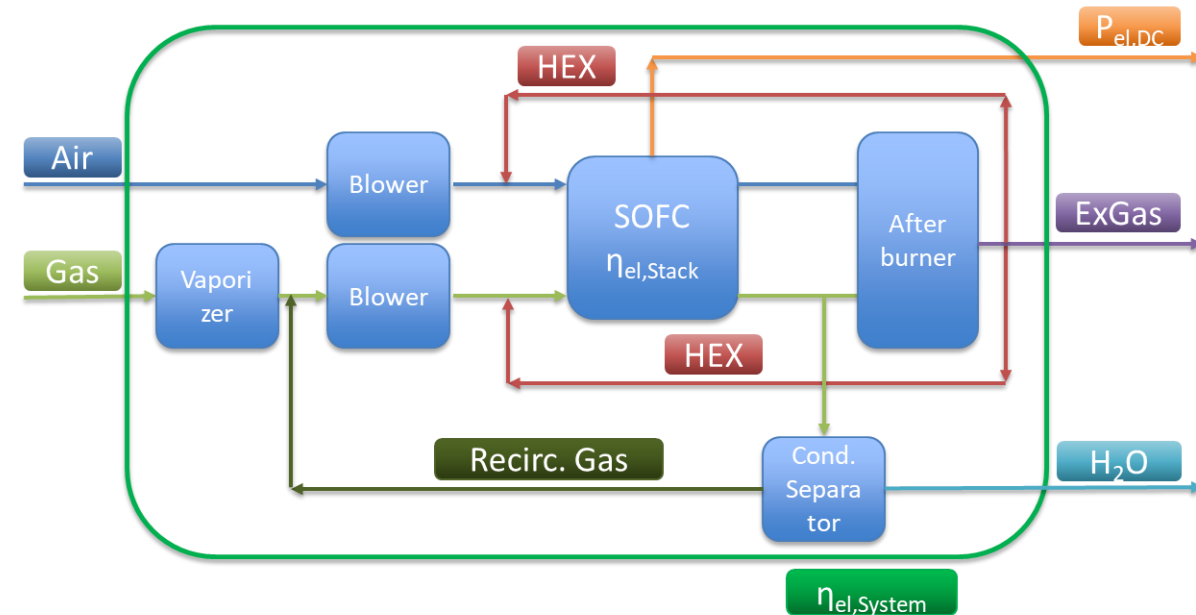 P_el,DC
HEX
Air
Blower
SOFC
η_el,Stack
After
burner
ExGas
Gas
Vapori
zer
Blower
HEX
Recirc. Gas
Cond.
Separa
tor
H₂O
η_el,System